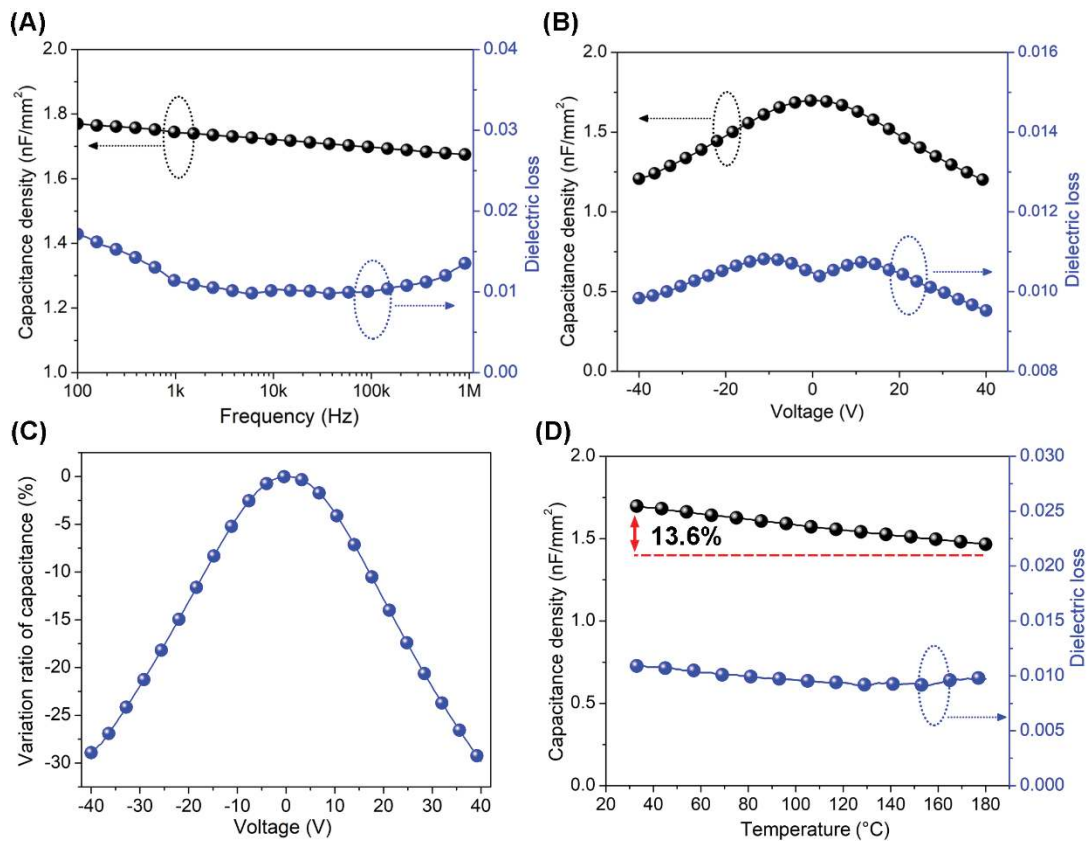 (A)
2.0
1.8
1.6
1.4
1.2
1.0
Capacitance density (nF/mm²)
0.04
0.03
0.02
0.01
0.00
Dielectric loss
100 1k 10k 100k 1M
Frequency (Hz)
(B)
2.0
1.5
1.0
0.5
0.0
Capacitance density (nF/mm²)
0.016
0.014
0.012
0.010
0.008
Dielectric loss
-40 -20 0 20 40
Voltage (V)
(C)
0
-5
-10
-15
-20
-25
-30
Variation ratio of capacitance (%)
-40 -30 -20 -10 0 10 20 30 40
Voltage (V)
(D)
2.0
1.5
1.0
0.5
0.0
Capacitance density (nF/mm²)
13.6%
0.030
0.025
0.020
0.015
0.010
0.005
0.000
Dielectric loss
20 40 60 80 100 120 140 160 180
Temperature (°C)